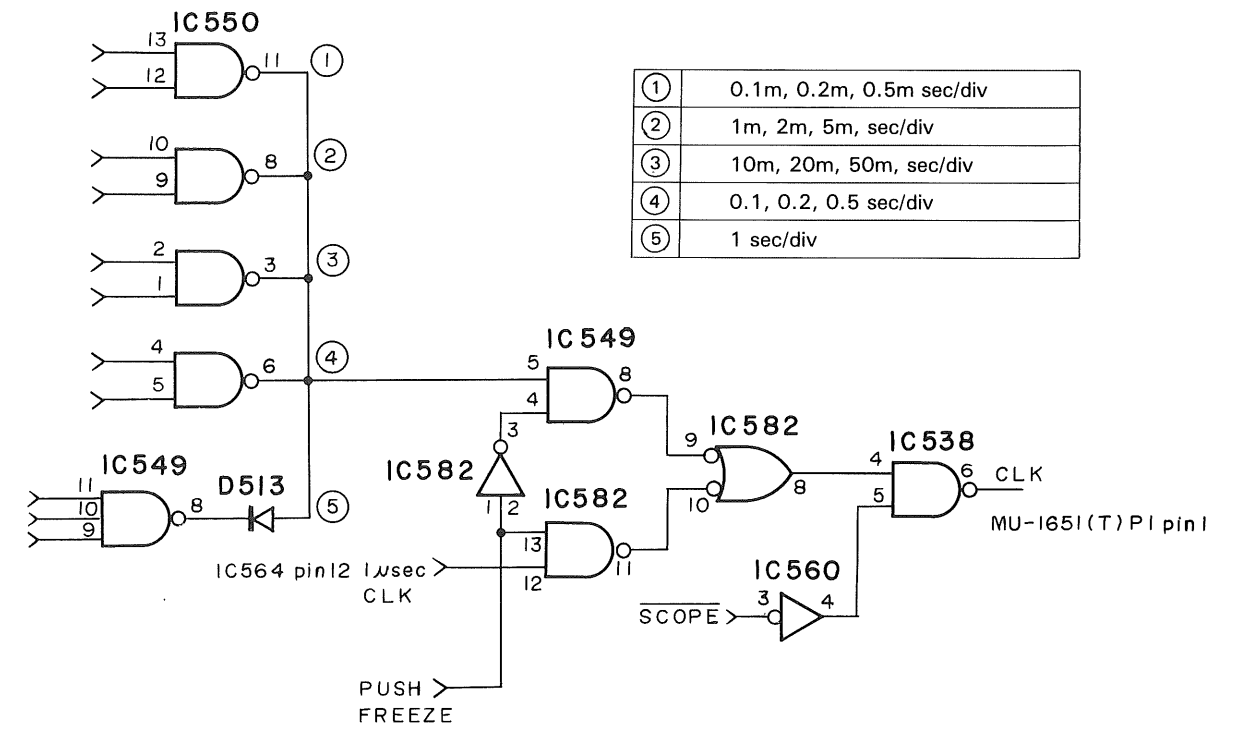 IC550
13
12
11
①
10
9
8
②
2
1
3
③
4
5
6
④
IC549
11
10
9
8
D513
⑤
① 0.1m, 0.2m, 0.5m sec/div
② 1m, 2m, 5m, sec/div
③ 10m, 20m, 50m, sec/div
④ 0.1, 0.2, 0.5 sec/div
⑤ 1 sec/div
IC549
5
4
8
3
IC582
1 2
IC582
13
12
11
IC564 pin12 1μsec
CLK
PUSH
FREEZE
IC582
9
10
8
IC538
4
5
6
CLK
MU-1651(T) P1 pin1
IC560
SCOPE
3
4